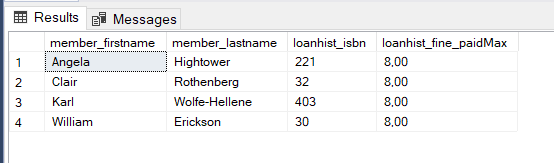 Results Messages
member_firstname member_lastname loanhist_isbn loanhist_fine_paidMax
1 Angela Hightower 221 8,00
2 Clair Rothenberg 32 8,00
3 Karl Wolfe-Hellene 403 8,00
4 William Erickson 30 8,00